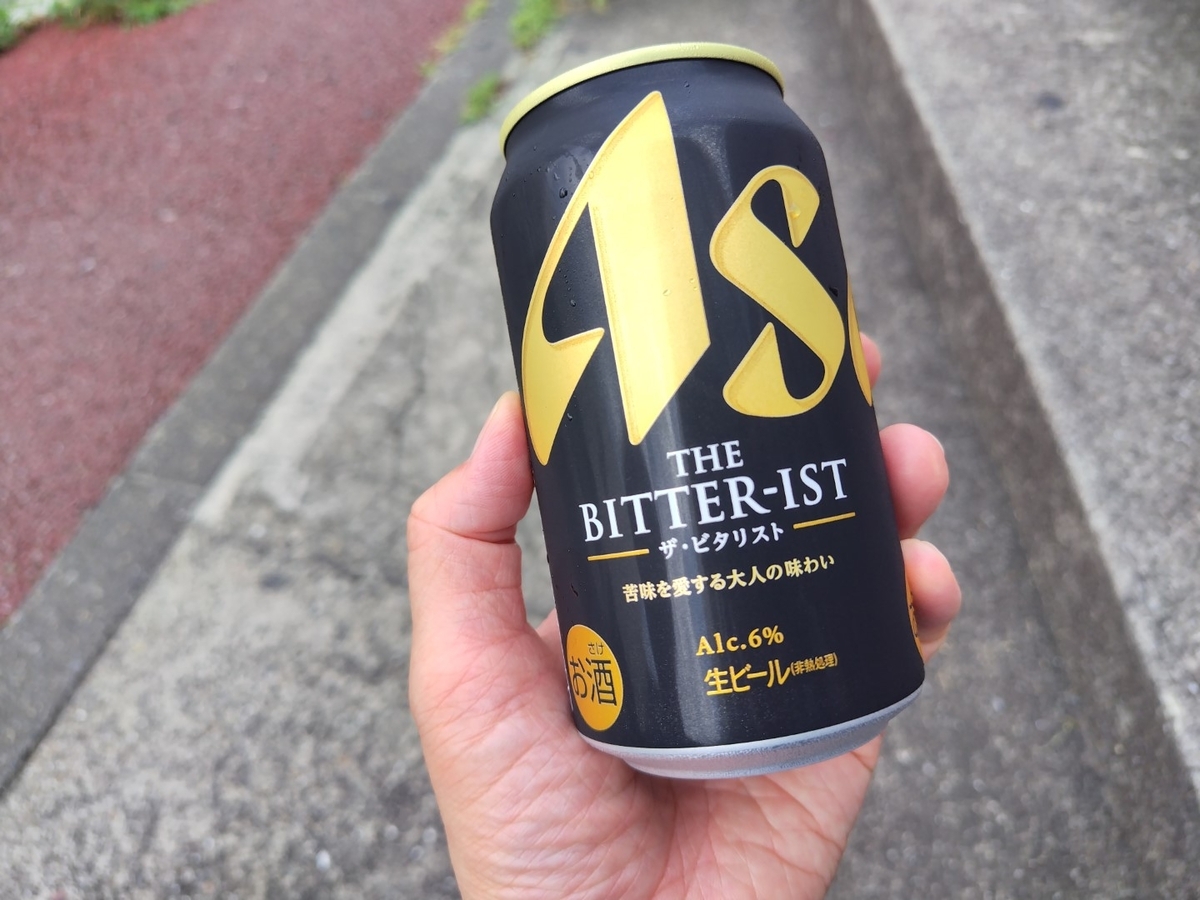 As
THE
BITTER-IST
ザ・ビタリスト
苦味を愛する大人の味わい
Alc.6%
生ビール(非熱処理)
さけ
お酒